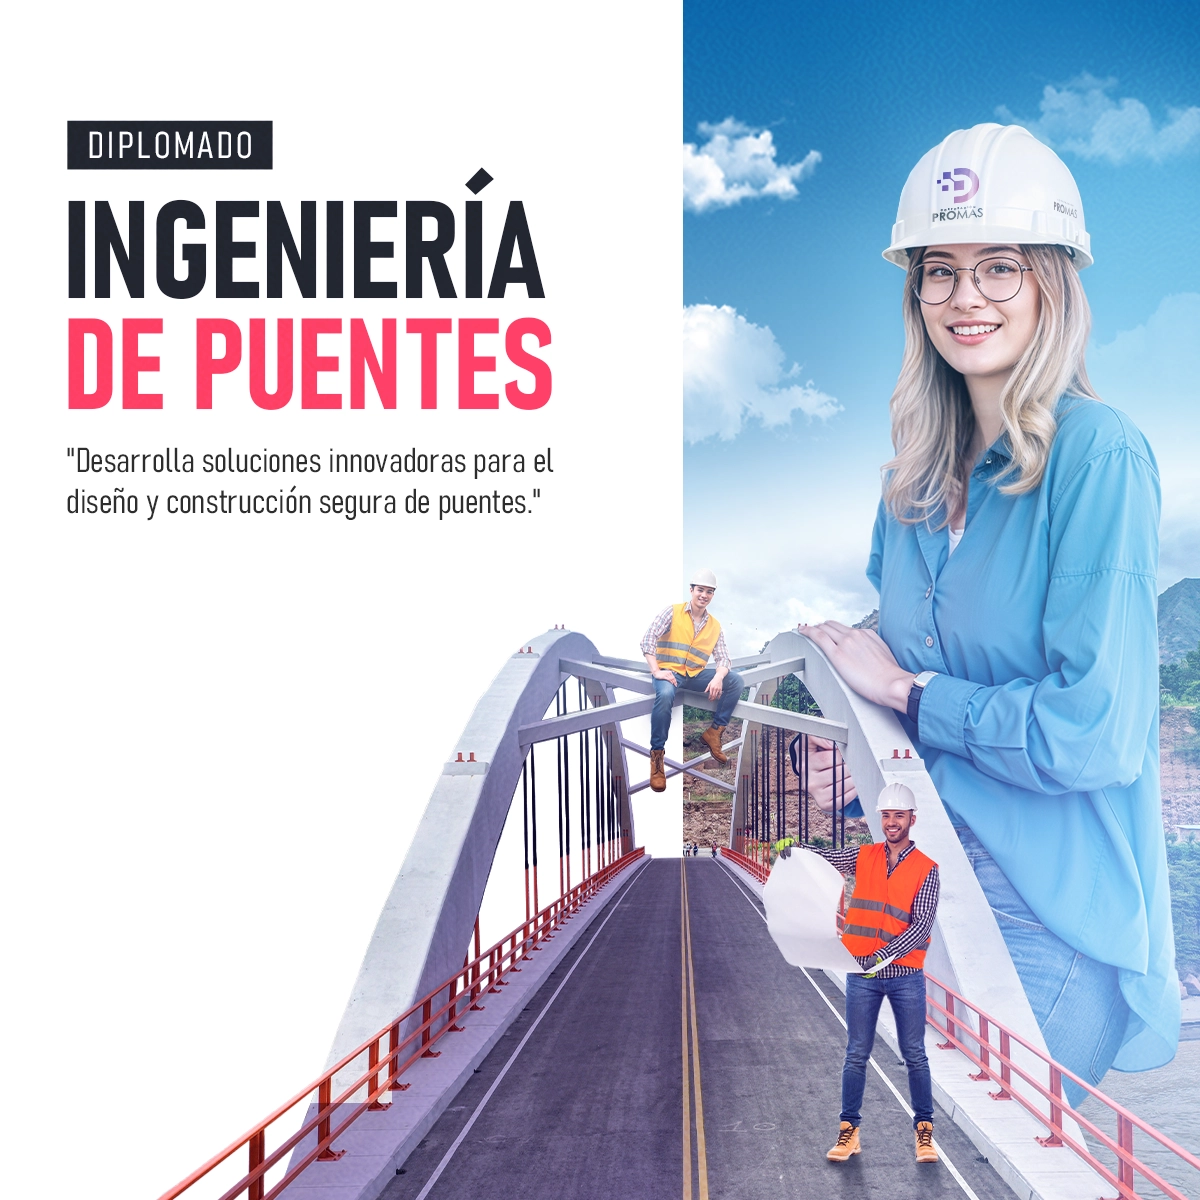 DIPLOMADO
INGENIERÍA
DE PUENTES
"Desarrolla soluciones innovadoras para el
diseño y construcción segura de puentes."
PROMAS
PROMAS